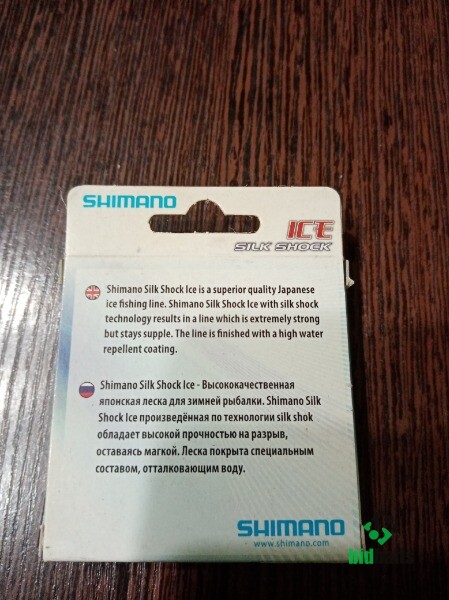 SHIMANO
ICE
SILK SHOCK
Shimano Silk Shock Ice is a superior quality Japanese
ice fishing line. Shimano Silk Shock Ice with silk shock
technology results in a line which is extremely strong
but stays supple. The line is finished with a high water
repellent coating.
Shimano Silk Shock Ice - Высококачественная
японская леска для зимней рыбалки. Shimano Silk
Shock Ice произведённая по технологии silk shok
обладает высокой прочностью на разрыв,
оставаясь магкой. Леска покрыта специальным
составом, отталковающим воду.
SHIMANO
www.shimano.com
bid